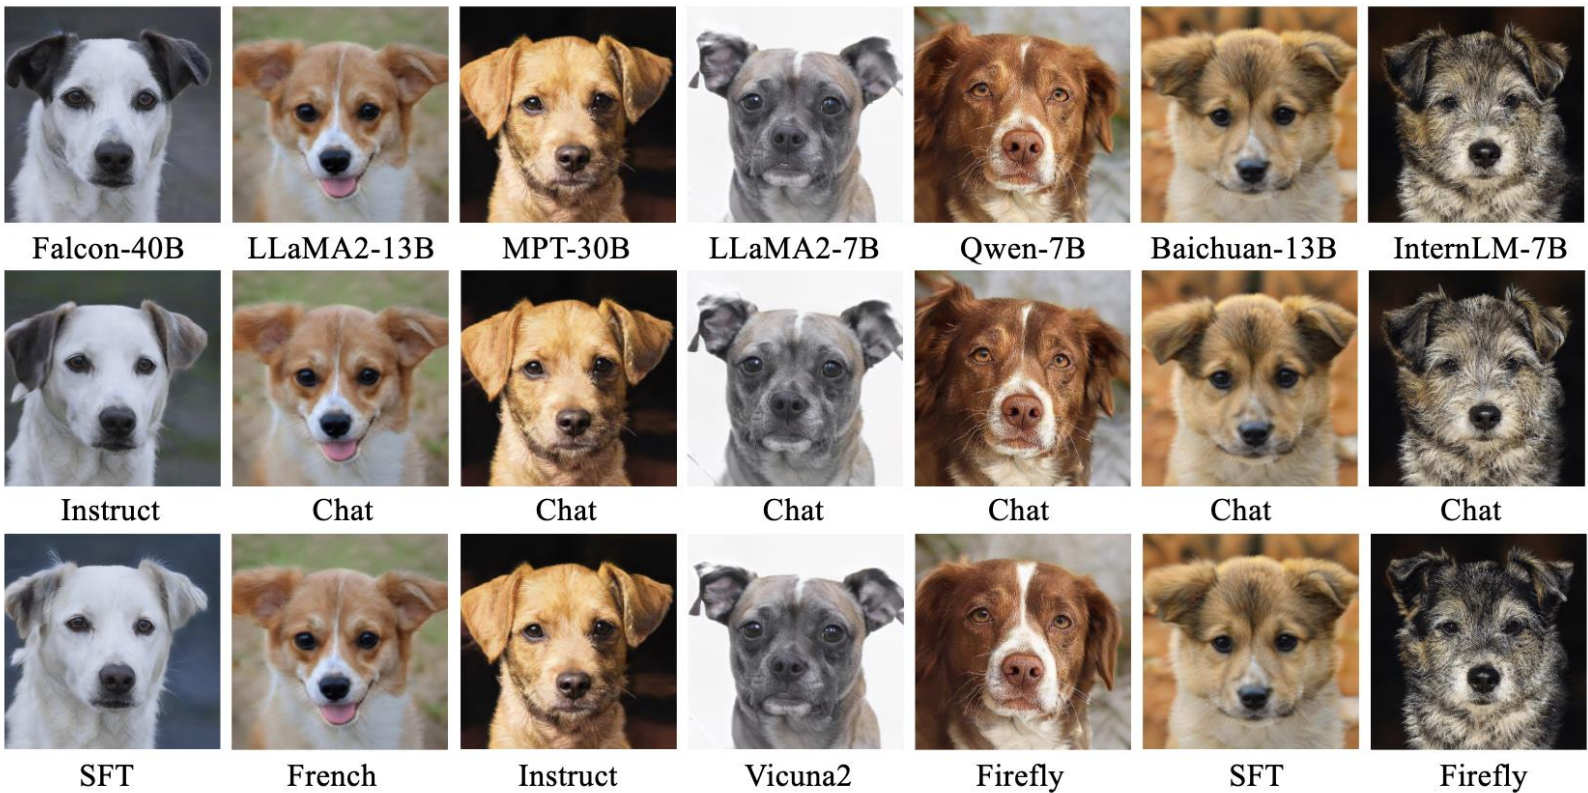 Falcon-40B LLaMA2-13B MPT-30B LLaMA2-7B Qwen-7B Baichuan-13B InternLM-7B
Instruct Chat Chat Chat Chat Chat Chat
SFT French Instruct Vicuna2 Firefly SFT Firefly